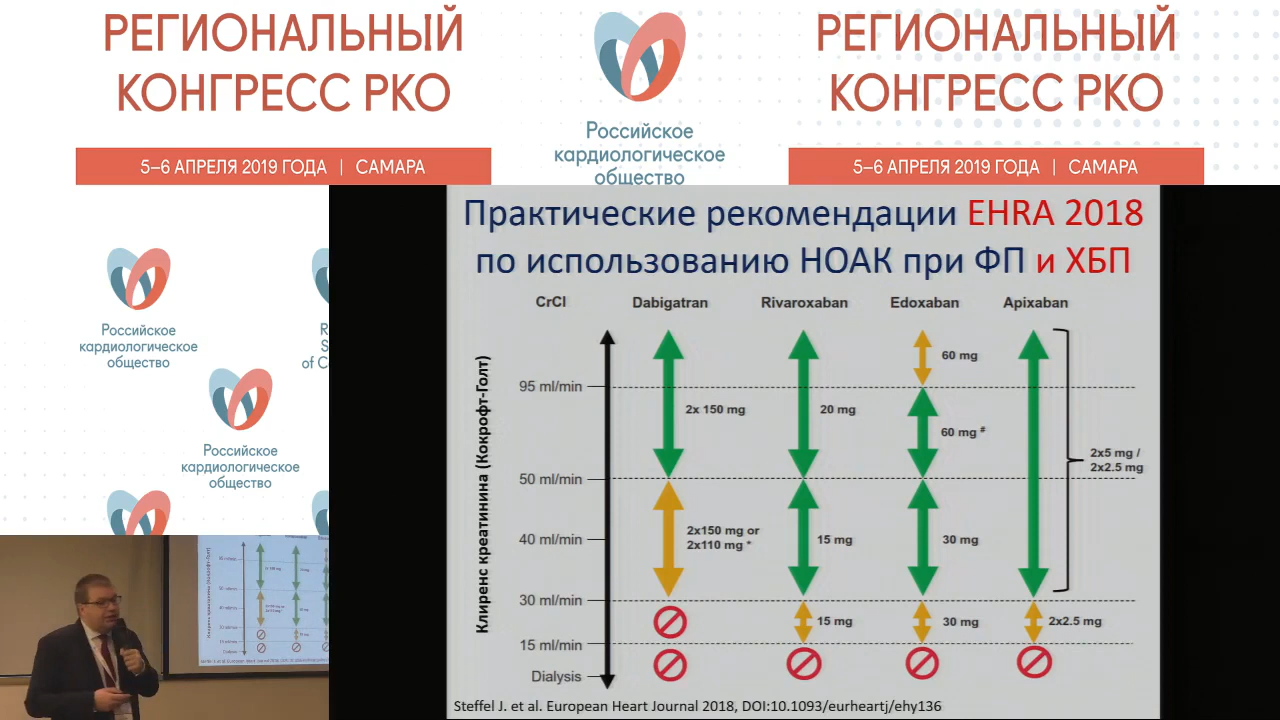 РЕГИОНАЛЬНЫЙ
КОНГРЕСС РКО
5–6 АПРЕЛЯ 2019 ГОДА | САМАРА
Российское
кардиологическое
общество
РЕГИОНАЛЬНЫЙ
КОНГРЕСС РКО
5–6 АПРЕЛЯ 2019 ГОДА | САМАРА
Российское
кардиологическое
общество
R
S
of C
Российское
кардиологическое
общество
Практические рекомендации EHRA 2018
по использованию НОАК при ФП и ХБП
CrCl
Dabigatran
Rivaroxaban
Edoxaban
Apixaban
Клиренс креатинина (Кокрофт-Голт)
60 mg
95 ml/min
2x 150 mg
20 mg
60 mg #
2x5 mg /
2x2.5 mg
50 ml/min
2x150 mg or
2x110 mg *
40 ml/min
15 mg
30 mg
30 ml/min
15 mg
30 mg
2x2.5 mg
15 ml/min
Dialysis
Steffel J. et al. European Heart Journal 2018, DOI:10.1093/eurheartj/ehy136